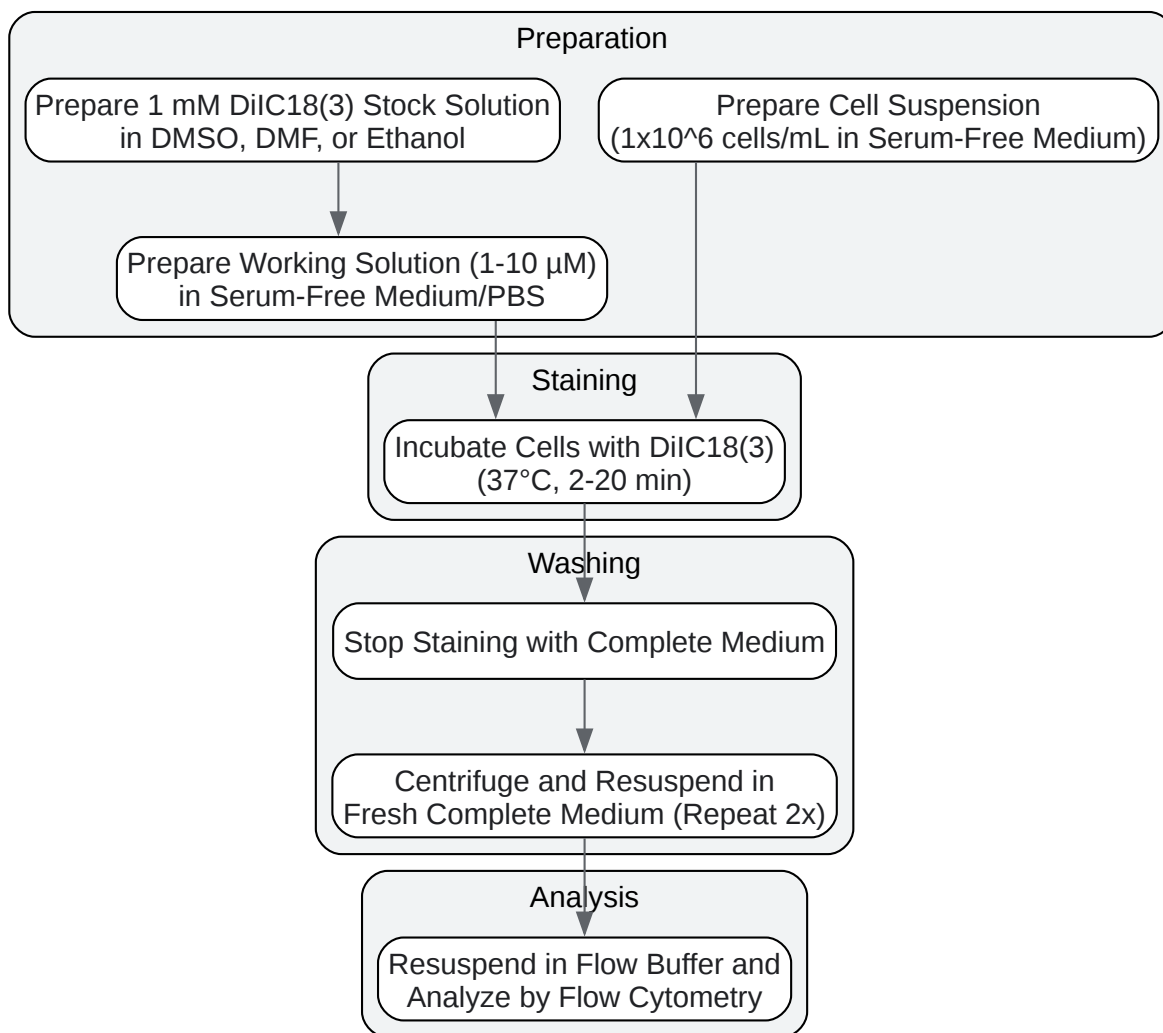 Preparation
Prepare 1 mM DiIC18(3) Stock Solution
in DMSO, DMF, or Ethanol
Prepare Cell Suspension
(1x10^6 cells/mL in Serum-Free Medium)
Prepare Working Solution (1-10 µM)
in Serum-Free Medium/PBS
Staining
Incubate Cells with DiIC18(3)
(37°C, 2-20 min)
Washing
Stop Staining with Complete Medium
Centrifuge and Resuspend in
Fresh Complete Medium (Repeat 2x)
Analysis
Resuspend in Flow Buffer and
Analyze by Flow Cytometry